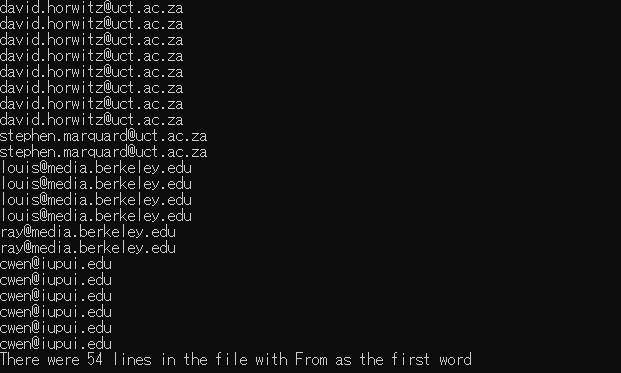 david.horwitz@uct.ac.za
david.horwitz@uct.ac.za
david.horwitz@uct.ac.za
david.horwitz@uct.ac.za
david.horwitz@uct.ac.za
david.horwitz@uct.ac.za
david.horwitz@uct.ac.za
david.horwitz@uct.ac.za
stephen.marquard@uct.ac.za
stephen.marquard@uct.ac.za
louis@media.berkeley.edu
louis@media.berkeley.edu
louis@media.berkeley.edu
louis@media.berkeley.edu
ray@media.berkeley.edu
ray@media.berkeley.edu
cwen@iupui.edu
cwen@iupui.edu
cwen@iupui.edu
cwen@iupui.edu
cwen@iupui.edu
cwen@iupui.edu
There were 54 lines in the file with From as the first word